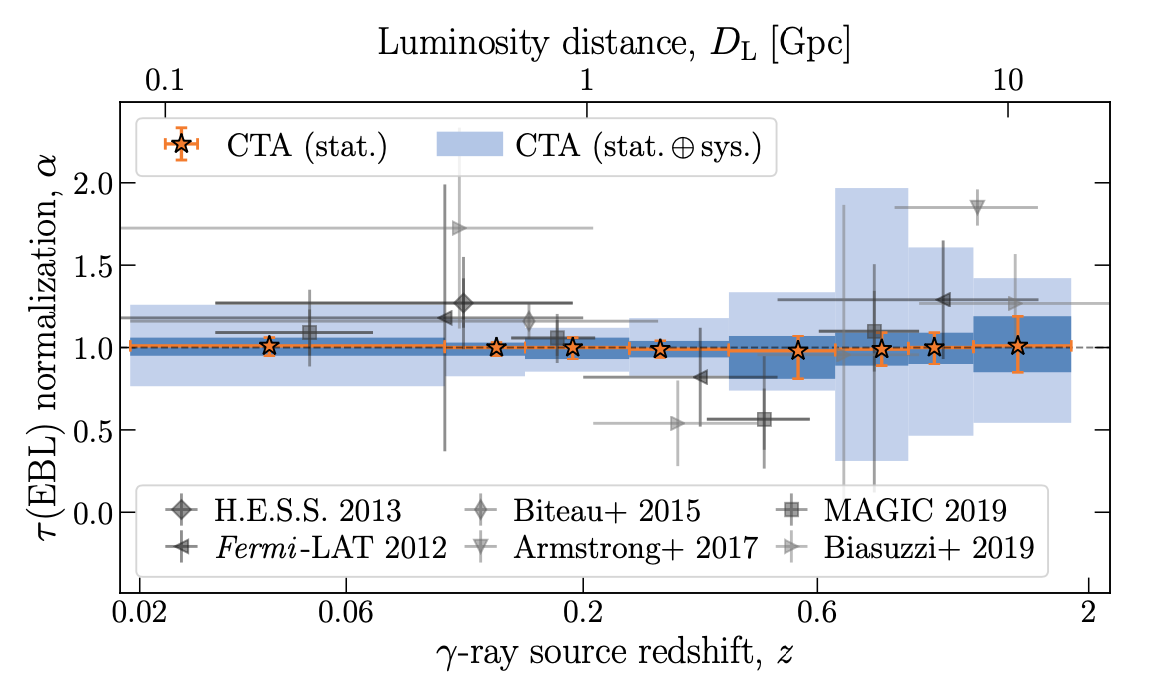 Luminosity distance, D_L [Gpc]
0.1 1 10
CTA (stat.) CTA (stat. ⊕ sys.)
τ(EBL) normalization, α
2.0
1.5
1.0
0.5
0.0
H.E.S.S. 2013 Biteau+ 2015 MAGIC 2019
Fermi-LAT 2012 Armstrong+ 2017 Biasuzzi+ 2019
0.02 0.06 0.2 0.6 2
γ-ray source redshift, z